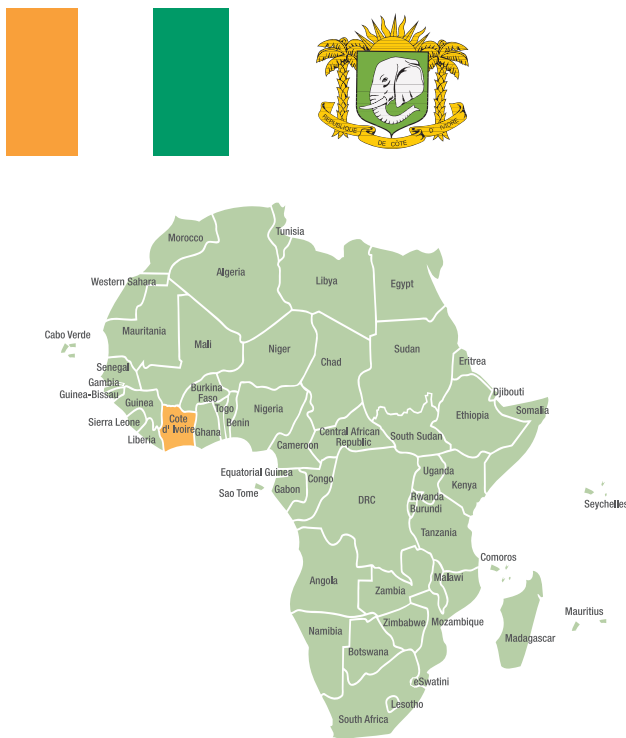 REPUBLIQUE DE CÔTE D' IVOIRE
Tunisia
Morocco
Algeria
Libya
Egypt
Western Sahara
Mauritania
Cabo Verde
Mali
Niger
Chad
Sudan
Eritrea
Senegal
Gambia
Guinea-Bissau
Guinea
Burkina
Faso
Djibouti
Togo
Nigeria
Ethiopia
Somalia
Sierra Leone
Cote
d' Ivoire
Ghana
Benin
Liberia
Central African
Republic
South Sudan
Cameroon
Equatorial Guinea
Sao Tome
Gabon
Congo
DRC
Uganda
Kenya
Rwanda
Burundi
Seychelles
Tanzania
Comoros
Angola
Malawi
Zambia
Mauritius
Mozambique
Zimbabwe
Namibia
Madagascar
Botswana
eSwatini
Lesotho
South Africa